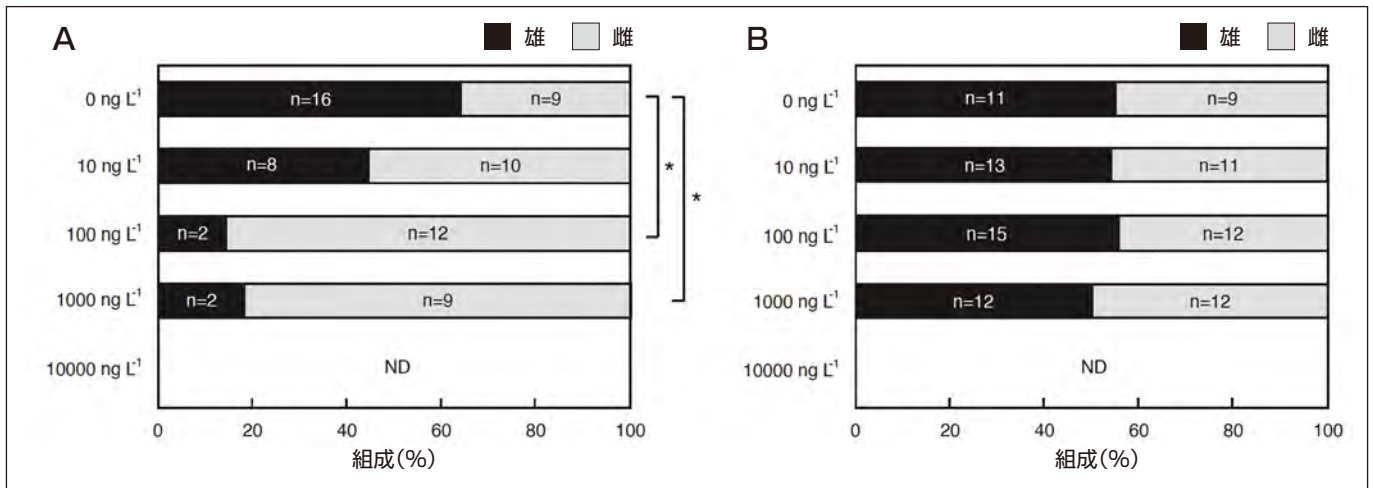 A
雄 雌
0 ng L⁻¹
n=16 n=9
10 ng L⁻¹
n=8 n=10
100 ng L⁻¹
n=2 n=12
1000 ng L⁻¹
n=2 n=9
10000 ng L⁻¹
ND
* *
0 20 40 60 80 100
組成(%)
B
雄 雌
0 ng L⁻¹
n=11 n=9
10 ng L⁻¹
n=13 n=11
100 ng L⁻¹
n=15 n=12
1000 ng L⁻¹
n=12 n=12
10000 ng L⁻¹
ND
0 20 40 60 80 100
組成(%)